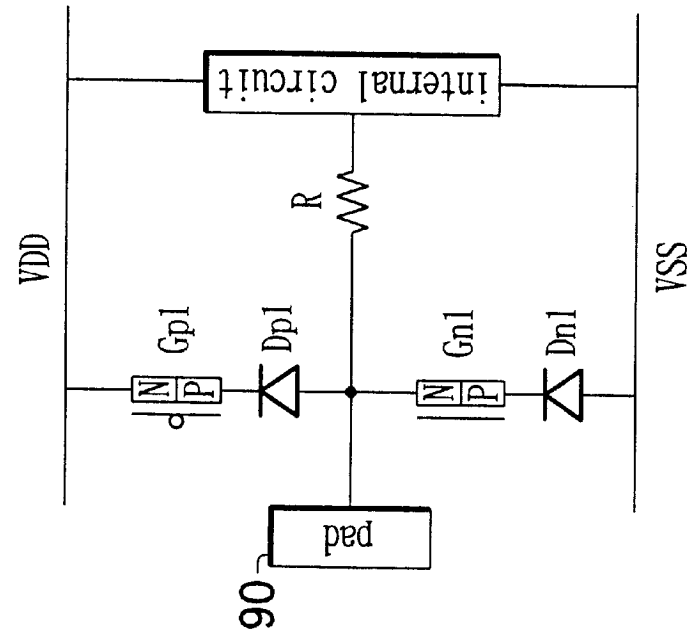 VDD
Gp1
N
P
Dp1
R
internal circuit
90
pad
Gn1
N
P
Dn1
VSS